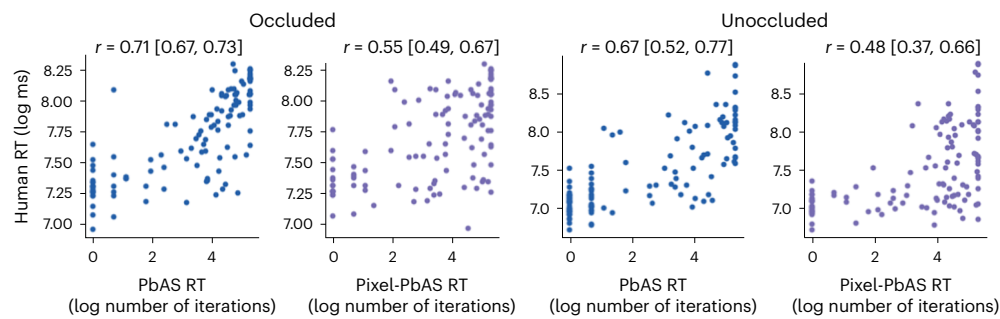 Occluded
Unoccluded
r = 0.71 [0.67, 0.73]
r = 0.55 [0.49, 0.67]
r = 0.67 [0.52, 0.77]
r = 0.48 [0.37, 0.66]
Human RT (log ms)
8.25
8.00
7.75
7.50
7.25
7.00
0
2
4
PbAS RT
(log number of iterations)
8.25
8.00
7.75
7.50
7.25
7.00
0
2
4
Pixel-PbAS RT
(log number of iterations)
8.5
8.0
7.5
7.0
0
2
4
PbAS RT
(log number of iterations)
8.5
8.0
7.5
7.0
0
2
4
Pixel-PbAS RT
(log number of iterations)